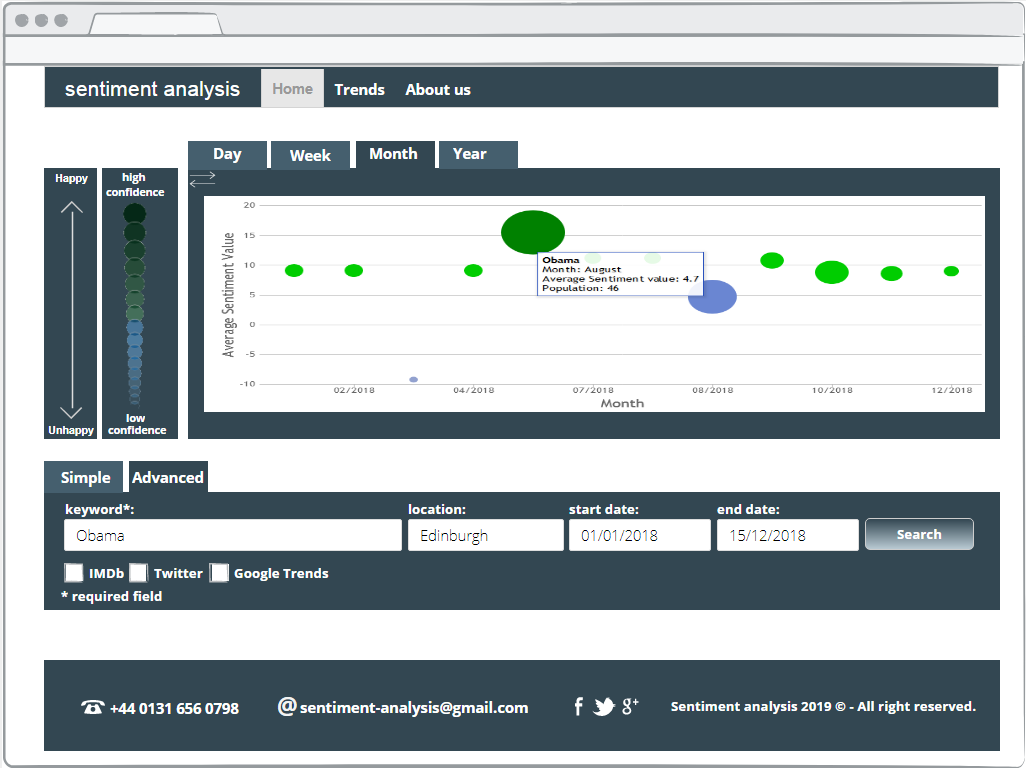 sentiment analysis Home Trends About us
Day Week Month Year
Happy
high
confidence
20
15
10
5
0
-5
-10
Average Sentiment Value
Obama
Month: August
Average Sentiment value: 4.7
Population: 46
02/2018 04/2018 07/2018 08/2018 10/2018 12/2018
Month
low
confidence
Unhappy
Simple Advanced
keyword*: location: start date: end date:
Obama Edinburgh 01/01/2018 15/12/2018 Search
IMDb Twitter Google Trends
* required field
+44 0131 656 0798 @ sentiment-analysis@gmail.com f g+ Sentiment analysis 2019 © - All right reserved.